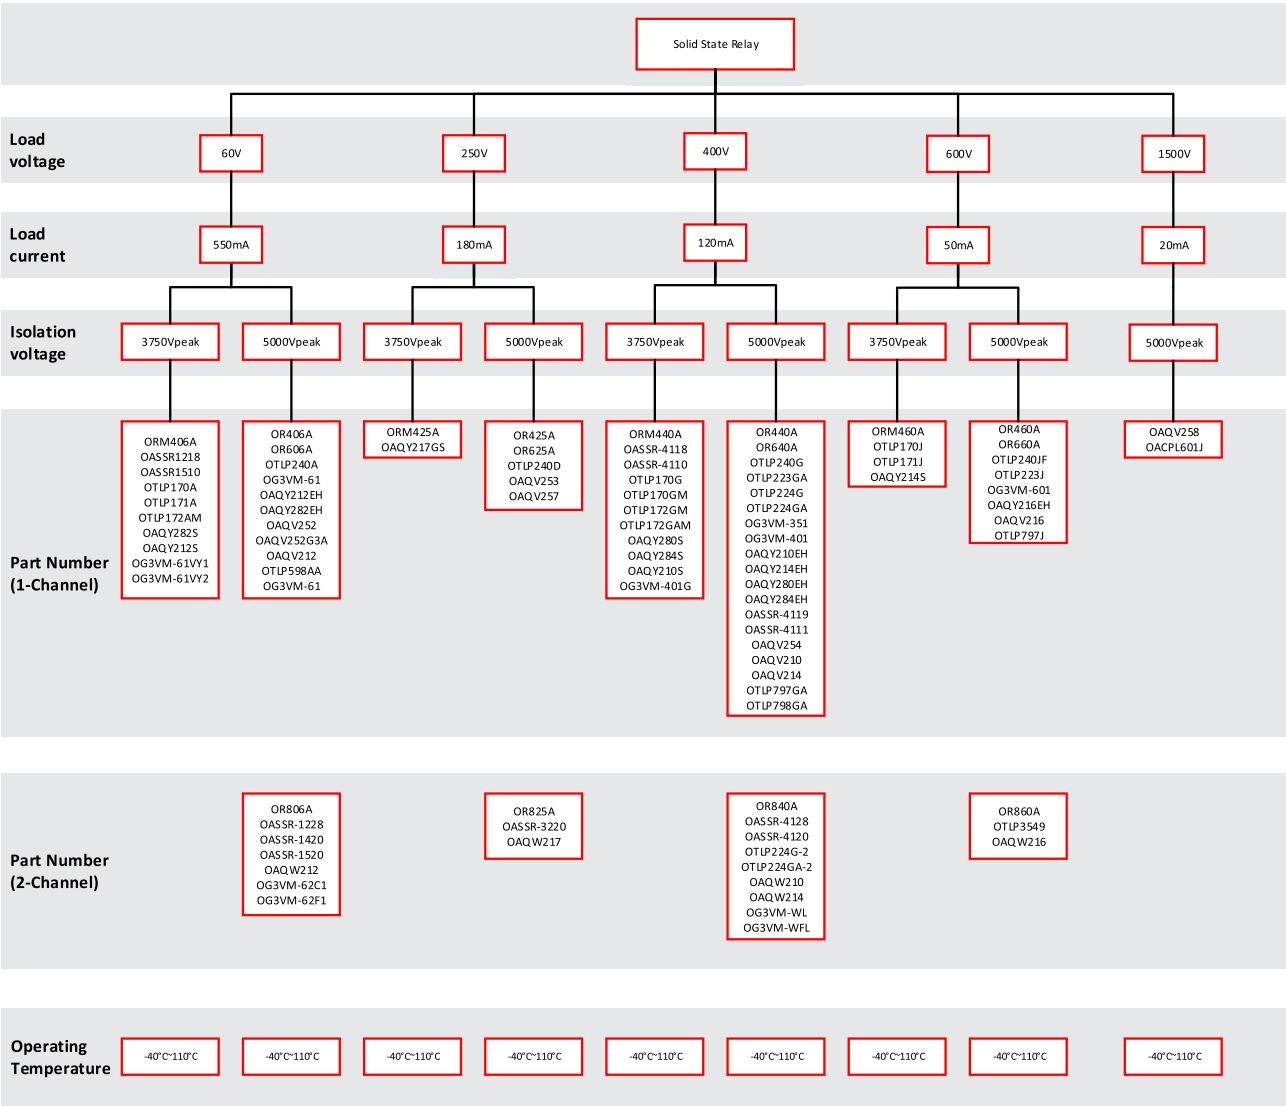 Solid State Relay
Load
voltage
60V
250V
400V
600V
1500V
Load
current
550mA
180mA
120mA
50mA
20mA
Isolation
voltage
3750Vpeak
5000Vpeak
3750Vpeak
5000Vpeak
3750Vpeak
5000Vpeak
3750Vpeak
5000Vpeak
5000Vpeak
Part Number
(1-Channel)
ORM406A
OASSR1218
OASSR1510
OTLP170A
OTLP171A
OTLP172AM
OAQY282S
OAQY212S
OG3VM-61VY1
OG3VM-61VY2
OR406A
OR606A
OTLP240A
OG3VM-61
OAQY212EH
OAQY282EH
OAQV252
OAQV252G3A
OAQV212
OTLP598AA
OG3VM-61
ORM425A
OAQY217GS
OR425A
OR625A
OTLP240D
OAQV253
OAQV257
ORM440A
OASSR-4118
OASSR-4110
OTLP170G
OTLP170GM
OTLP172GM
OTLP172GAM
OAQY280S
OAQY284S
OAQY210S
OG3VM-401G
OR440A
OR640A
OTLP240G
OTLP223GA
OTLP224G
OTLP224GA
OG3VM-351
OG3VM-401
OAQY210EH
OAQY214EH
OAQY280EH
OAQY284EH
OASSR-4119
OASSR-4111
OAQV254
OAQV210
OAQV214
OTLP797GA
OTLP798GA
ORM460A
OTLP170J
OTLP171J
OAQY214S
OR460A
OR660A
OTLP240JF
OTLP223J
OG3VM-601
OAQY216EH
OAQV216
OTLP797J
OAQV258
OACPL601J
Part Number
(2-Channel)
OR806A
OASSR-1228
OASSR-1420
OASSR-1520
OAQW212
OG3VM-62C1
OG3VM-62F1
OR825A
OASSR-3220
OAQW217
OR840A
OASSR-4128
OASSR-4120
OTLP224G-2
OTLP224GA-2
OAQW210
OAQW214
OG3VM-WL
OG3VM-WFL
OR860A
OTLP3549
OAQW216
Operating
Temperature
-40°C~110°C
-40°C~110°C
-40°C~110°C
-40°C~110°C
-40°C~110°C
-40°C~110°C
-40°C~110°C
-40°C~110°C
-40°C~110°C